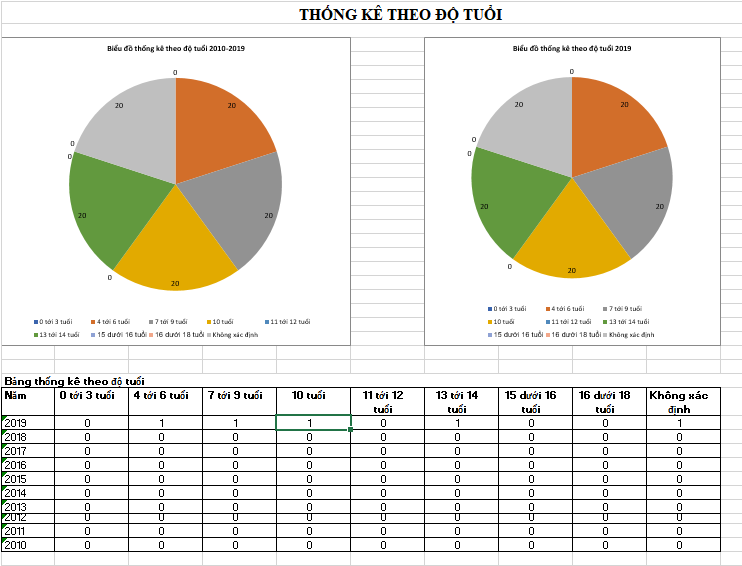 THỐNG KÊ THEO ĐỘ TUỔI
Biểu đồ thống kê theo độ tuổi 2010-2019
0
20
20
20
0
20
0
0
20
0 tới 3 tuổi 4 tới 6 tuổi 7 tới 9 tuổi 10 tuổi 11 tới 12 tuổi
13 tới 14 tuổi 15 dưới 16 tuổi 16 dưới 18 tuổi Không xác định
Biểu đồ thống kê theo độ tuổi 2019
0
20
20
20
0
20
0
0
20
0 tới 3 tuổi 4 tới 6 tuổi 7 tới 9 tuổi
10 tuổi 11 tới 12 tuổi 13 tới 14 tuổi
15 dưới 16 tuổi 16 dưới 18 tuổi Không xác định
Bảng thống kê theo độ tuổi
Năm 0 tới 3 tuổi 4 tới 6 tuổi 7 tới 9 tuổi 10 tuổi 11 tới 12 tuổi 13 tới 14 tuổi 15 dưới 16 tuổi 16 dưới 18 tuổi Không xác định
2019 0 1 1 1 0 1 0 0 1
2018 0 0 0 0 0 0 0 0 0
2017 0 0 0 0 0 0 0 0 0
2016 0 0 0 0 0 0 0 0 0
2015 0 0 0 0 0 0 0 0 0
2014 0 0 0 0 0 0 0 0 0
2013 0 0 0 0 0 0 0 0 0
2012 0 0 0 0 0 0 0 0 0
2011 0 0 0 0 0 0 0 0 0
2010 0 0 0 0 0 0 0 0 0